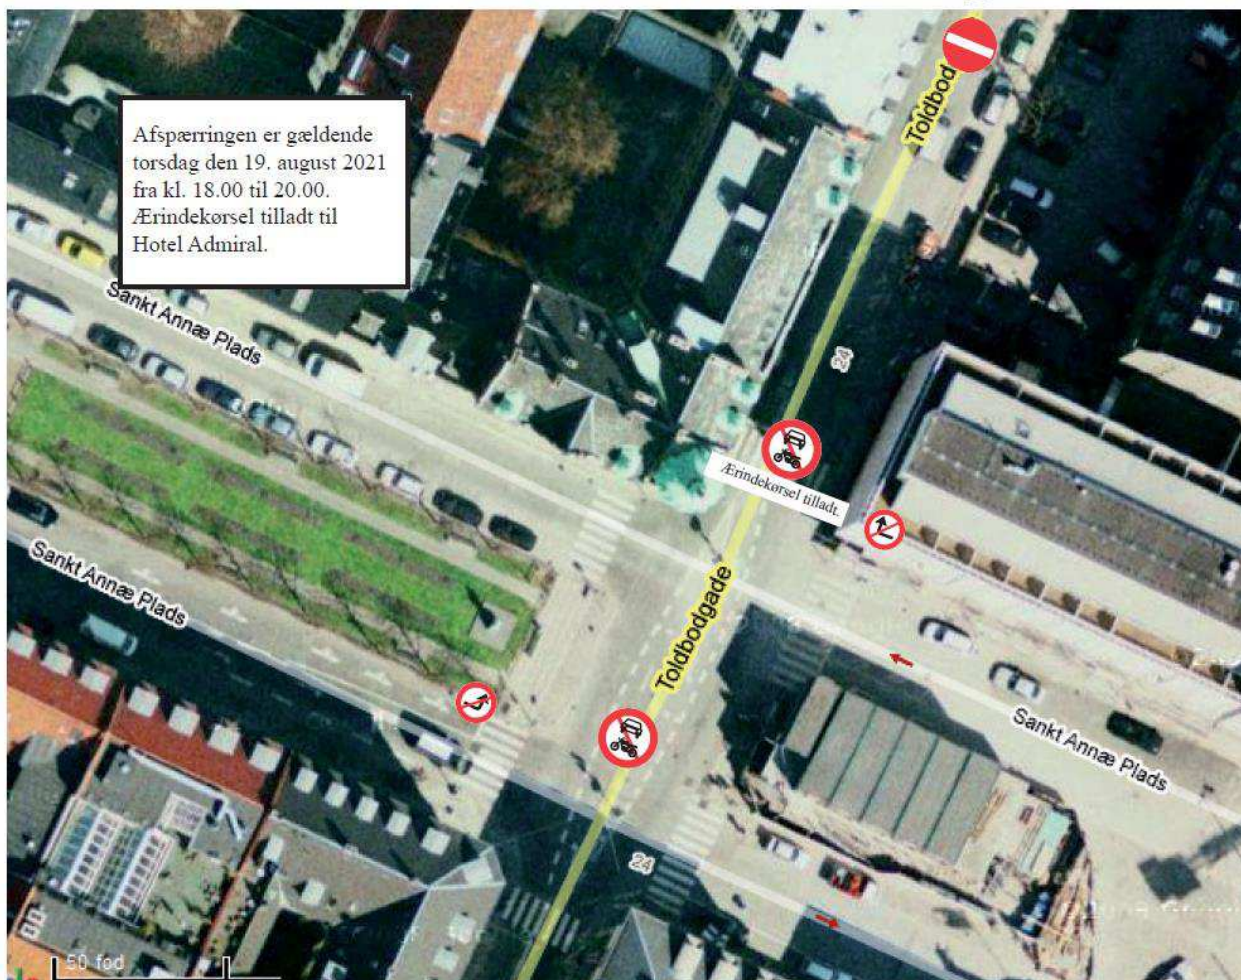 Toldbod
Afspærringen er gældende
torsdag den 19. august 2021
fra kl. 18.00 til 20.00.
Ærindekørsel tilladt til
Hotel Admiral.
Sankt Annæ Plads
24
Ærindekørsel tilladt.
Sankt Annæ Plads
Toldbodgade
Sankt Annæ Plads
24
50 fod